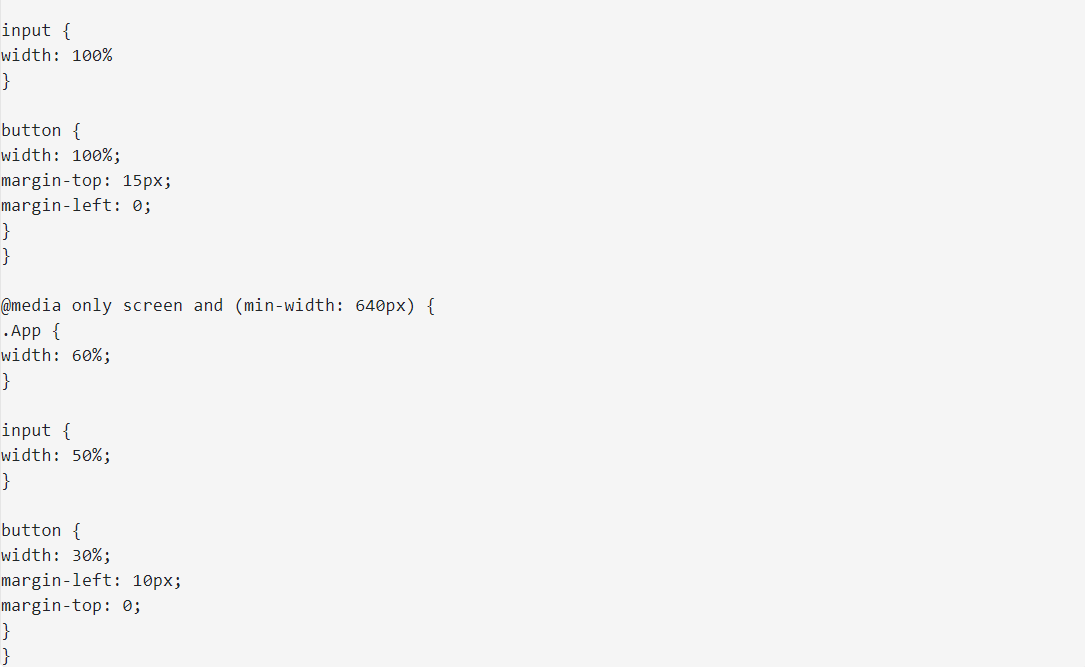 input {
width: 100%
}
button {
width: 100%;
margin-top: 15px;
margin-left: 0;
}
}
@media only screen and (min-width: 640px) {
.App {
width: 60%;
}
input {
width: 50%;
}
button {
width: 30%;
margin-left: 10px;
margin-top: 0;
}
}